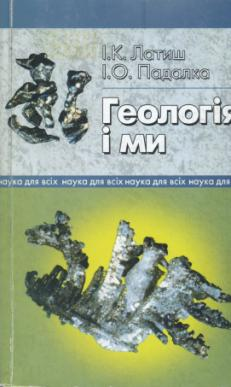 І.К. Латиш
І.О. Падалка
Геологія
і ми
наука для всіх наука для всіх наука для всіх наука для